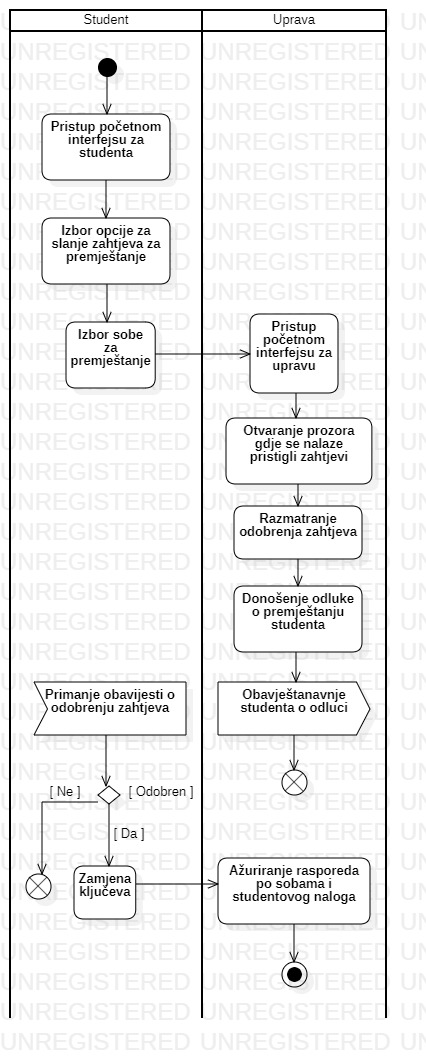 Student
Uprava
Pristup početnom
interfejsu za
studenta
Izbor opcije za
slanje zahtjeva za
premještanje
Izbor sobe
za
premještanje
Pristup
početnom
interfejsu za
upravu
Otvaranje prozora
gdje se nalaze
pristigli zahtjevi
Razmatranje
odobrenja zahtjeva
Donošenje odluke
o premještanju
studenta
Primanje obavijesti o
odobrenju zahtjeva
Obavještanavnje
studenta o odluci
[ Ne ]
[ Odobren ]
[ Da ]
Zamjena
ključeva
Ažuriranje rasporeda
po sobama i
studentovog naloga
UNREGISTERED